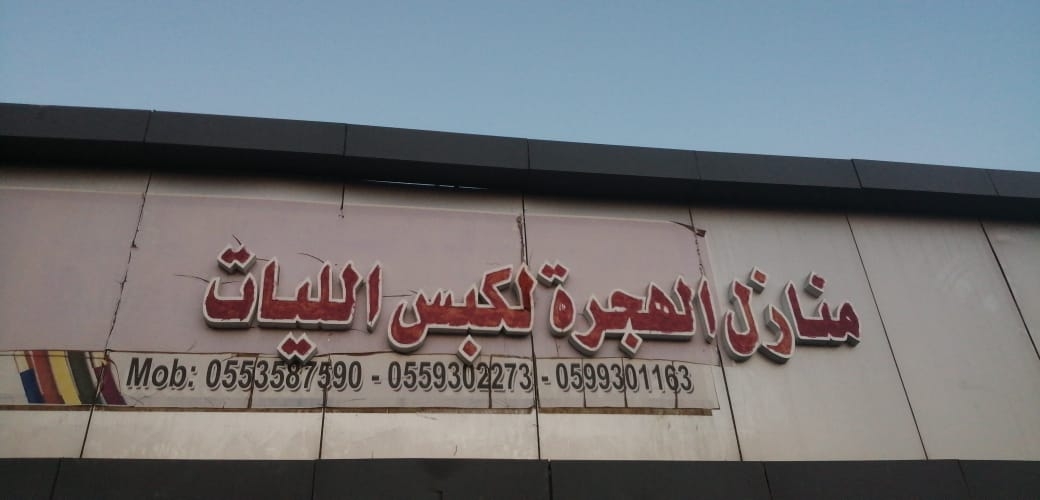 منازل الهجرة لكبس الليات
Mob: 0553587590 - 0559302273 - 0599301163